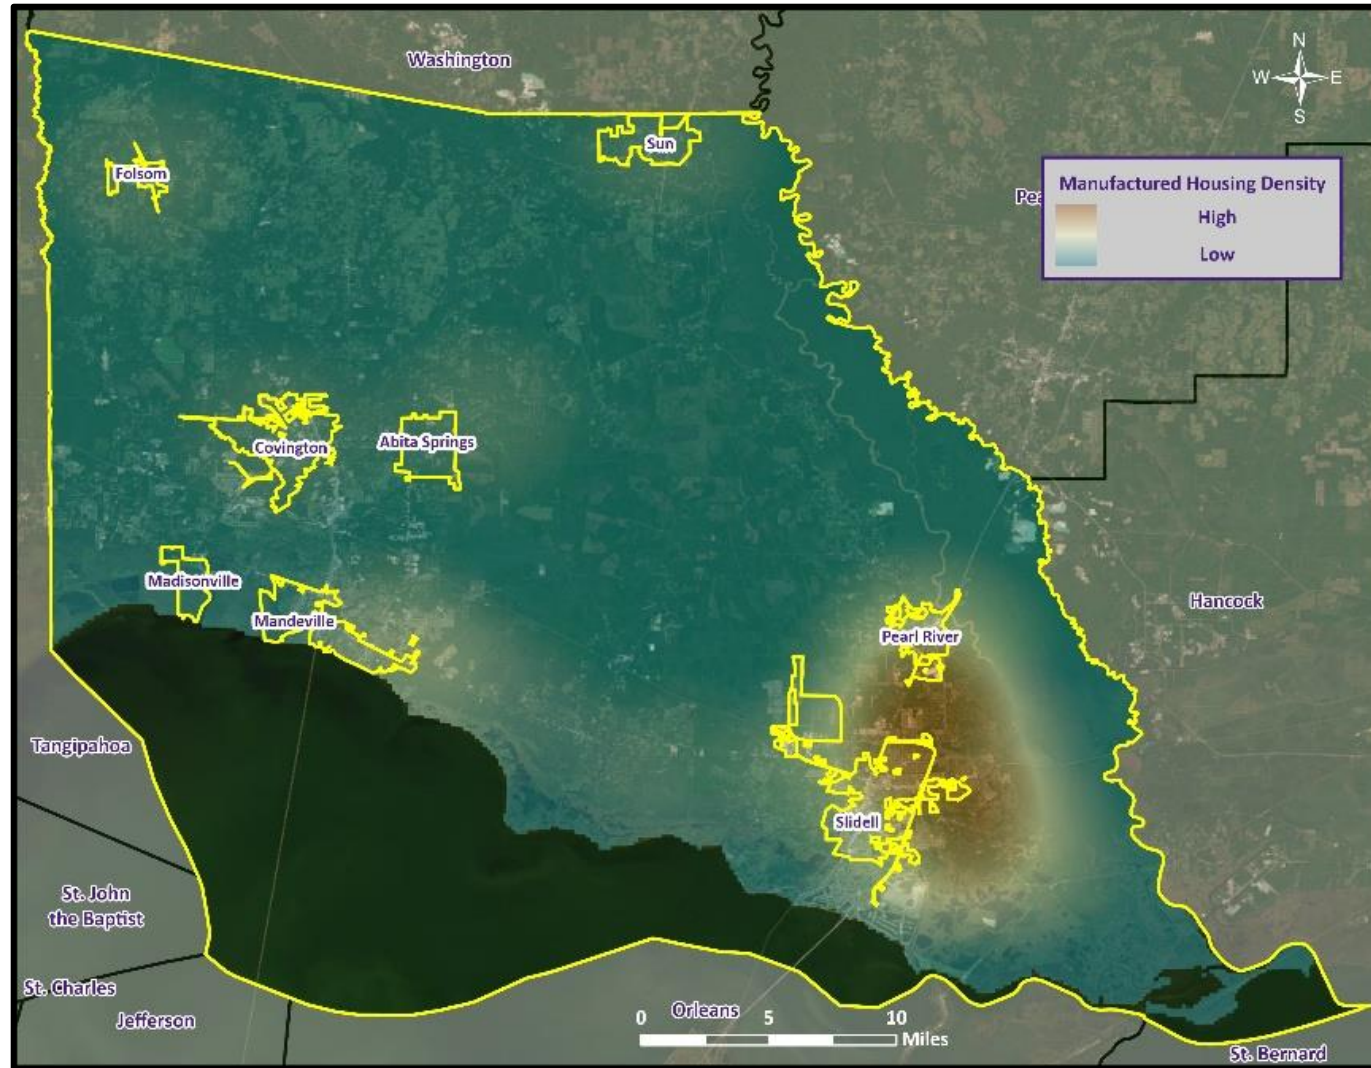 Washington
N
W E
S
Sun
Folsom
Manufactured Housing Density
High
Low
Covington
Abita Springs
Madisonville
Mandeville
Pearl River
Hancock
Tangipahoa
Slidell
St. John
the Baptist
St. Charles
Jefferson
Orleans
0 5 10
Miles
St. Bernard